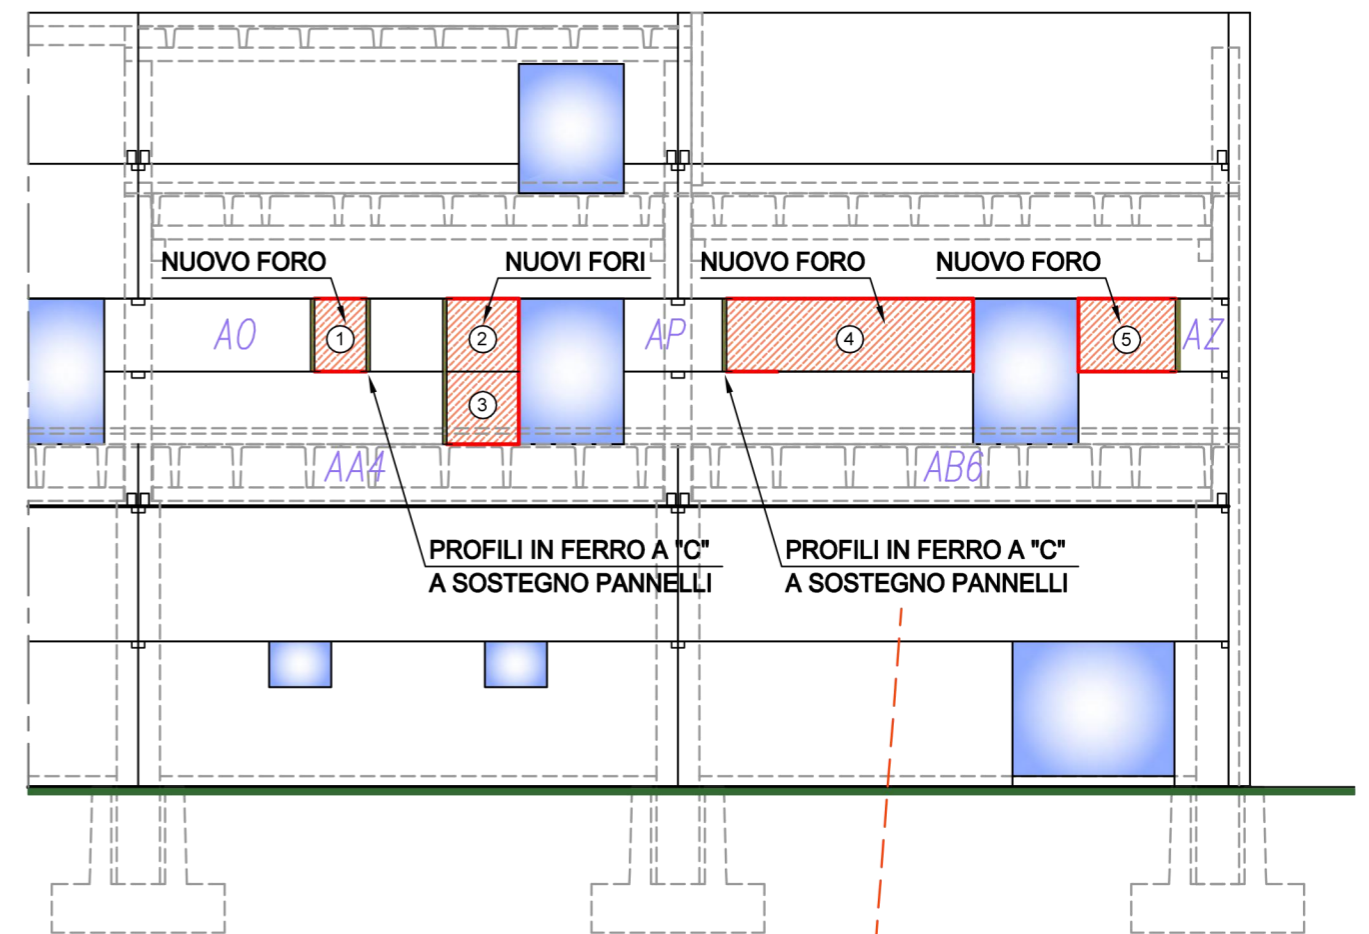 NUOVO FORO
NUOVI FORI
NUOVO FORO
NUOVO FORO
AO
1
2
AP
4
5
AZ
3
AA4
AB6
PROFILI IN FERRO A "C"
A SOSTEGNO PANNELLI
PROFILI IN FERRO A "C"
A SOSTEGNO PANNELLI